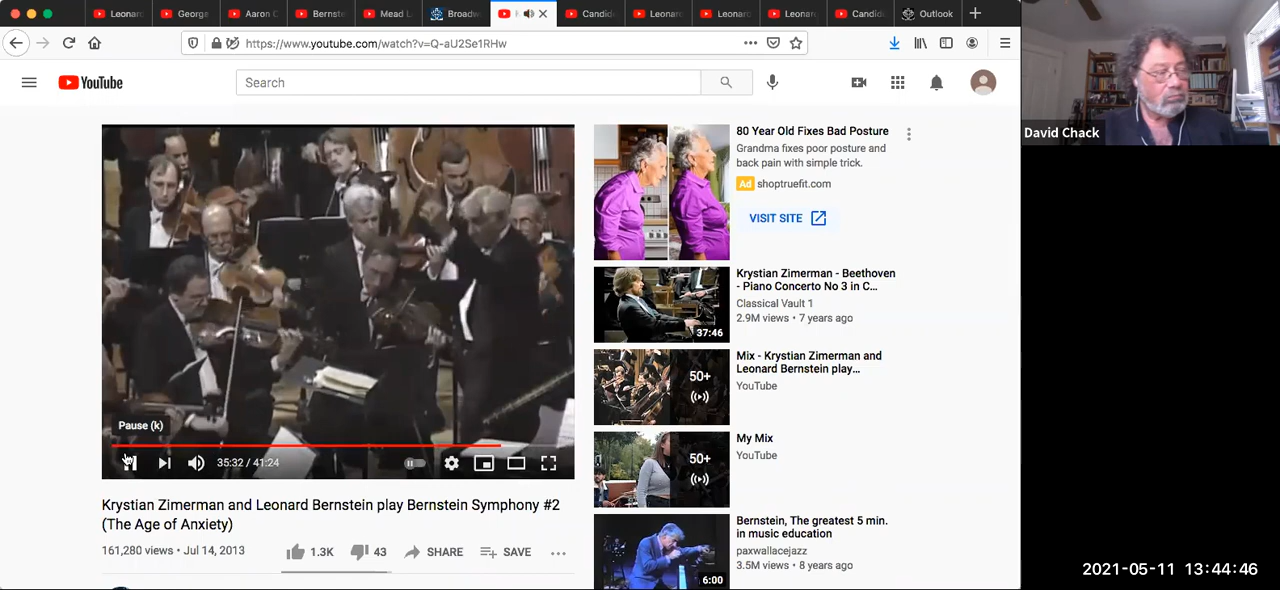 Leonard
George
Aaron C
Bernste
Mead L
Broadw
Candid
Leonard
Leonard
Leonard
Candid
Outlook
https://www.youtube.com/watch?v=Q-aU2Se1RHw
YouTube
Search
David Chack
80 Year Old Fixes Bad Posture
Grandma fixes poor posture and
back pain with simple trick.
Ad shoptruefit.com
VISIT SITE
Krystian Zimerman - Beethoven
- Piano Concerto No 3 in C...
Classical Vault 1
2.9M views • 7 years ago
37:46
Mix - Krystian Zimerman and
Leonard Bernstein play...
YouTube
50+
My Mix
YouTube
50+
Bernstein, The greatest 5 min.
in music education
paxwallacejazz
3.5M views • 8 years ago
6:00
Pause (k)
35:32 / 41:24
Krystian Zimerman and Leonard Bernstein play Bernstein Symphony #2
(The Age of Anxiety)
161,280 views • Jul 14, 2013
1.3K
43
SHARE
SAVE
2021-05-11 13:44:46